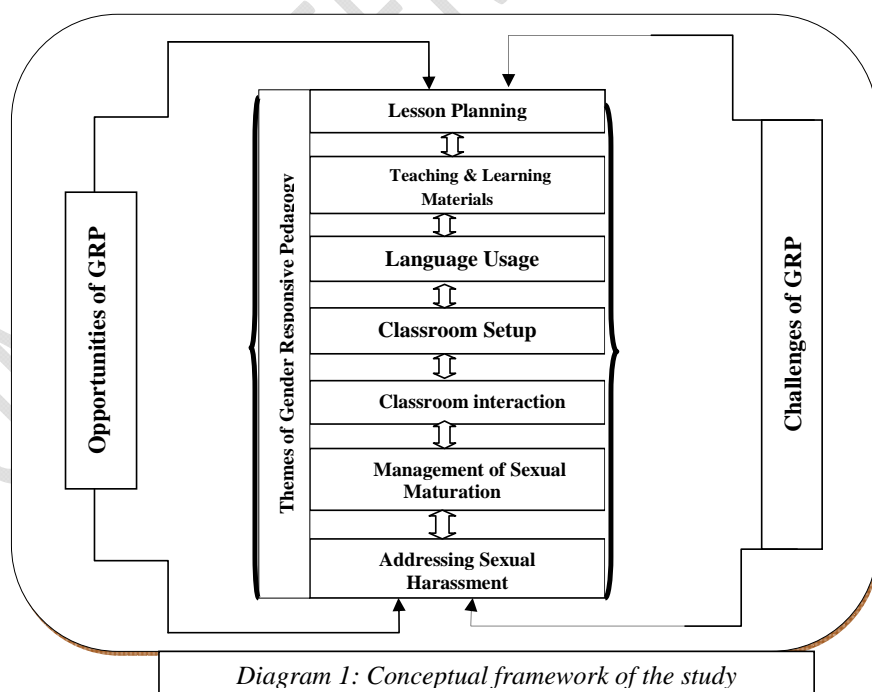 Opportunities of GRP
Themes of Gender Responsive Pedagogy
Lesson Planning
Teaching & Learning
Materials
Language Usage
Classroom Setup
Classroom interaction
Management of Sexual
Maturation
Addressing Sexual
Harassment
Challenges of GRP
Diagram 1: Conceptual framework of the study